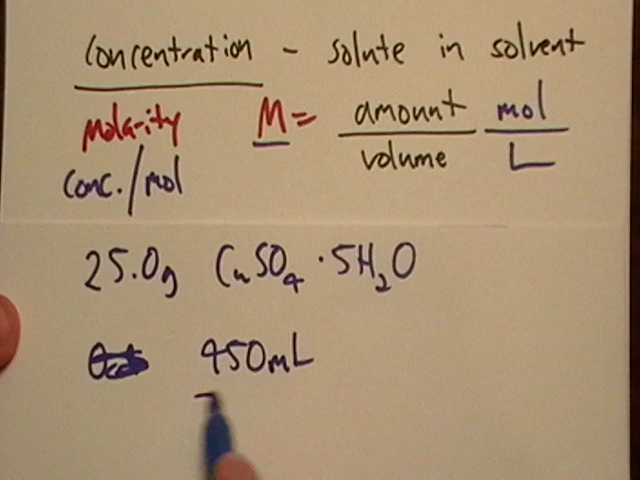 Concentration - solute in solvent
Molarity M = amount mol
volume L
Conc./mol
25.0g CuSO4 · 5H2O
450mL